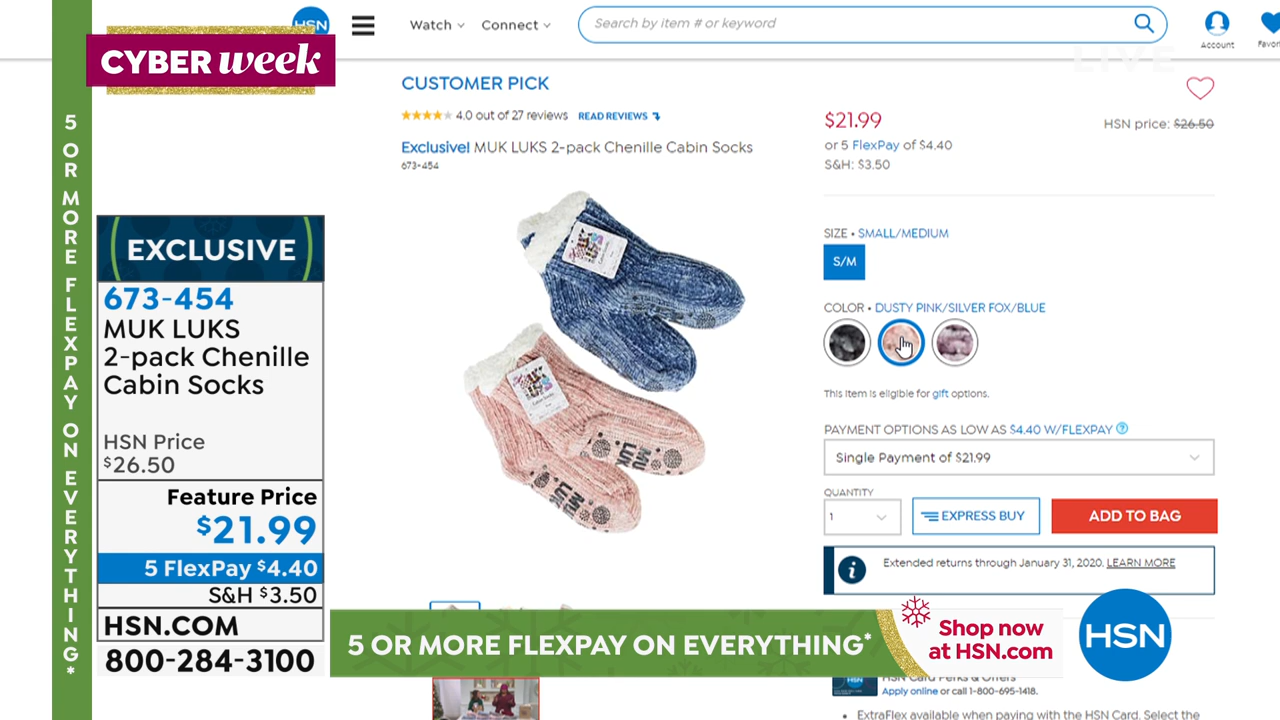 HSN
CYBER week
5 OR MORE FLEXPAY ON EVERYTHING*
EXCLUSIVE
673-454
MUK LUKS
2-pack Chenille
Cabin Socks
HSN Price
$26.50
Feature Price
$21.99
5 FlexPay $4.40
S&H $3.50
HSN.COM
800-284-3100
Watch
Connect
Search by item # or keyword
Account
LIVE
CUSTOMER PICK
4.0 out of 27 reviews READ REVIEWS
Exclusive! MUK LUKS 2-pack Chenille Cabin Socks
673-454
MUK
LUKS
MUK
LUKS
$21.99
HSN price: $26.50
or 5 FlexPay of $4.40
S&H: $3.50
SIZE • SMALL/MEDIUM
S/M
COLOR • DUSTY PINK/SILVER FOX/BLUE
This item is eligible for gift options.
PAYMENT OPTIONS AS LOW AS $4.40 W/FLEXPAY ?
Single Payment of $21.99
QUANTITY
1
EXPRESS BUY
ADD TO BAG
i
Extended returns through January 31, 2020. LEARN MORE
5 OR MORE FLEXPAY ON EVERYTHING*
Shop now
at HSN.com
HSN
HSN Card Perks & Offers
Apply online or call 1-800-695-1418.
• ExtraFlex available when paying with the HSN Card. Select the